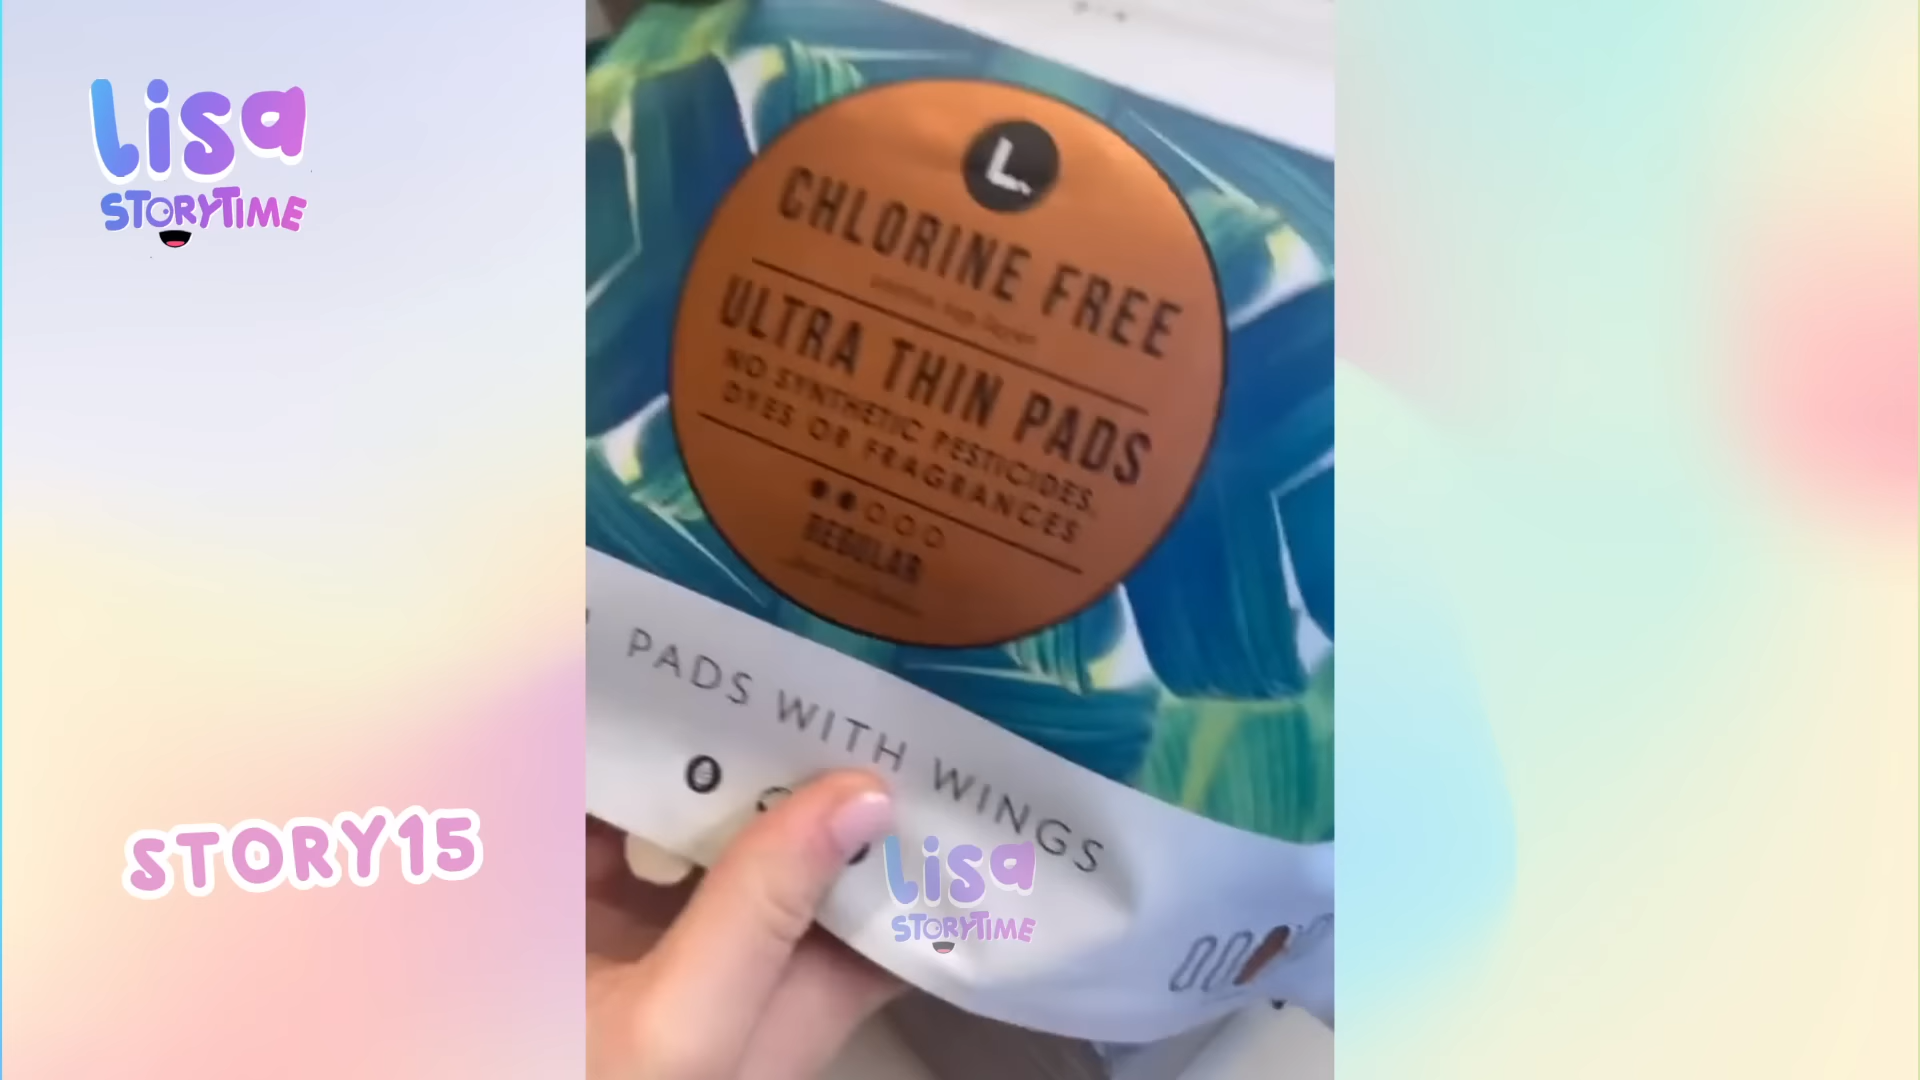 Lisa
STORYTIME
L.
CHLORINE FREE
ULTRA THIN PADS
NO SYNTHETIC PESTICIDES,
DYES OR FRAGRANCES
REGULAR
PADS WITH WINGS
Lisa
STORYTIME
STORY15